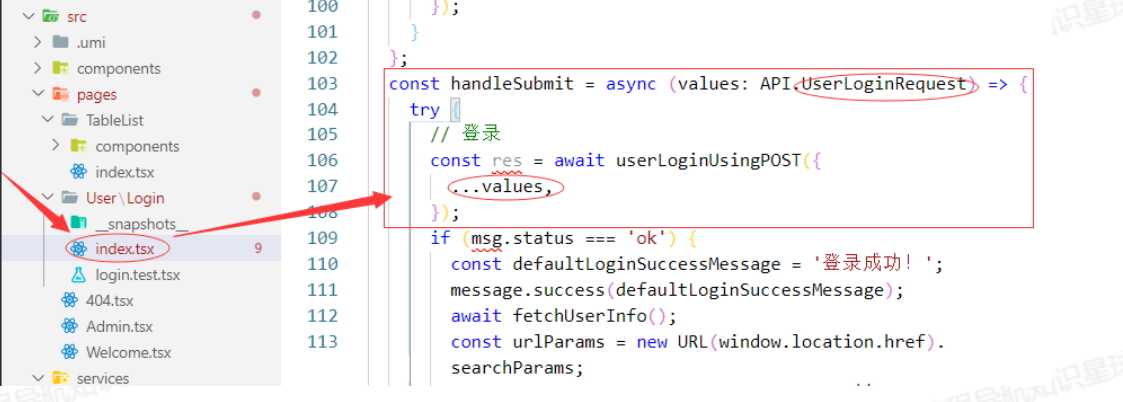 src
.umi
components
pages
TableList
components
index.tsx
User\Login
__snapshots__
index.tsx 9
login.test.tsx
404.tsx
Admin.tsx
Welcome.tsx
services
100 });
101 }
102 };
103 const handleSubmit = async (values: API.UserLoginRequest) => {
104 try {
105 // 登录
106 const res = await userLoginUsingPOST({
107 ...values,
108 });
109 if (msg.status === 'ok') {
110 const defaultLoginSuccessMessage = '登录成功！';
111 message.success(defaultLoginSuccessMessage);
112 await fetchUserInfo();
113 const urlParams = new URL(window.location.href).
searchParams;